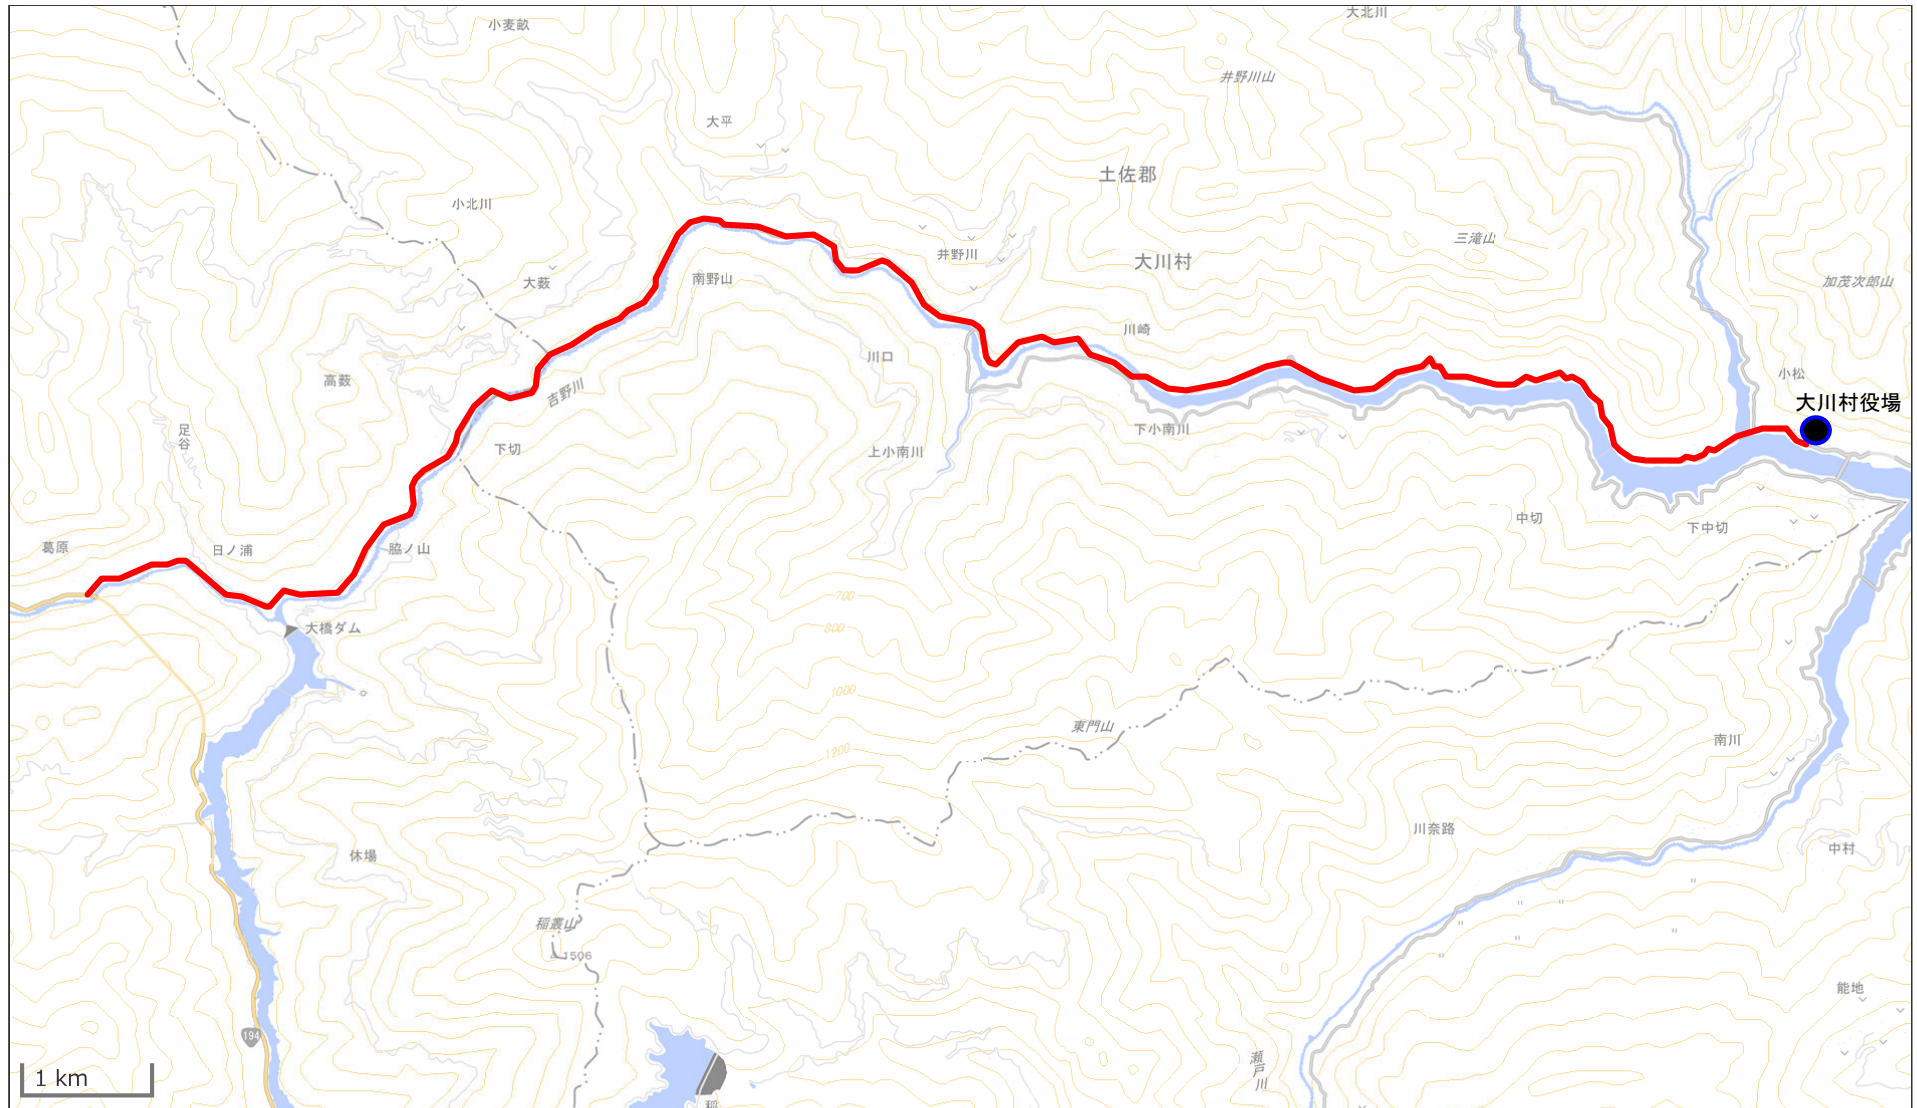 大北川
小麦畝
井野川山
大平
土佐郡
小北川
三滝山
井野川
大川村
南野山
大薮
加茂次郎山
川崎
川口
小松
高薮
吉野川
大川村役場
下小南川
足谷
下切
上小南川
中切
下中切
葛原
日ノ浦
脇ノ山
700
大橋ダム
800
1000
東門山
南川
1200
川奈路
休場
中村
稲叢山
1506
能地
194
瀬戸川
1 km
稲